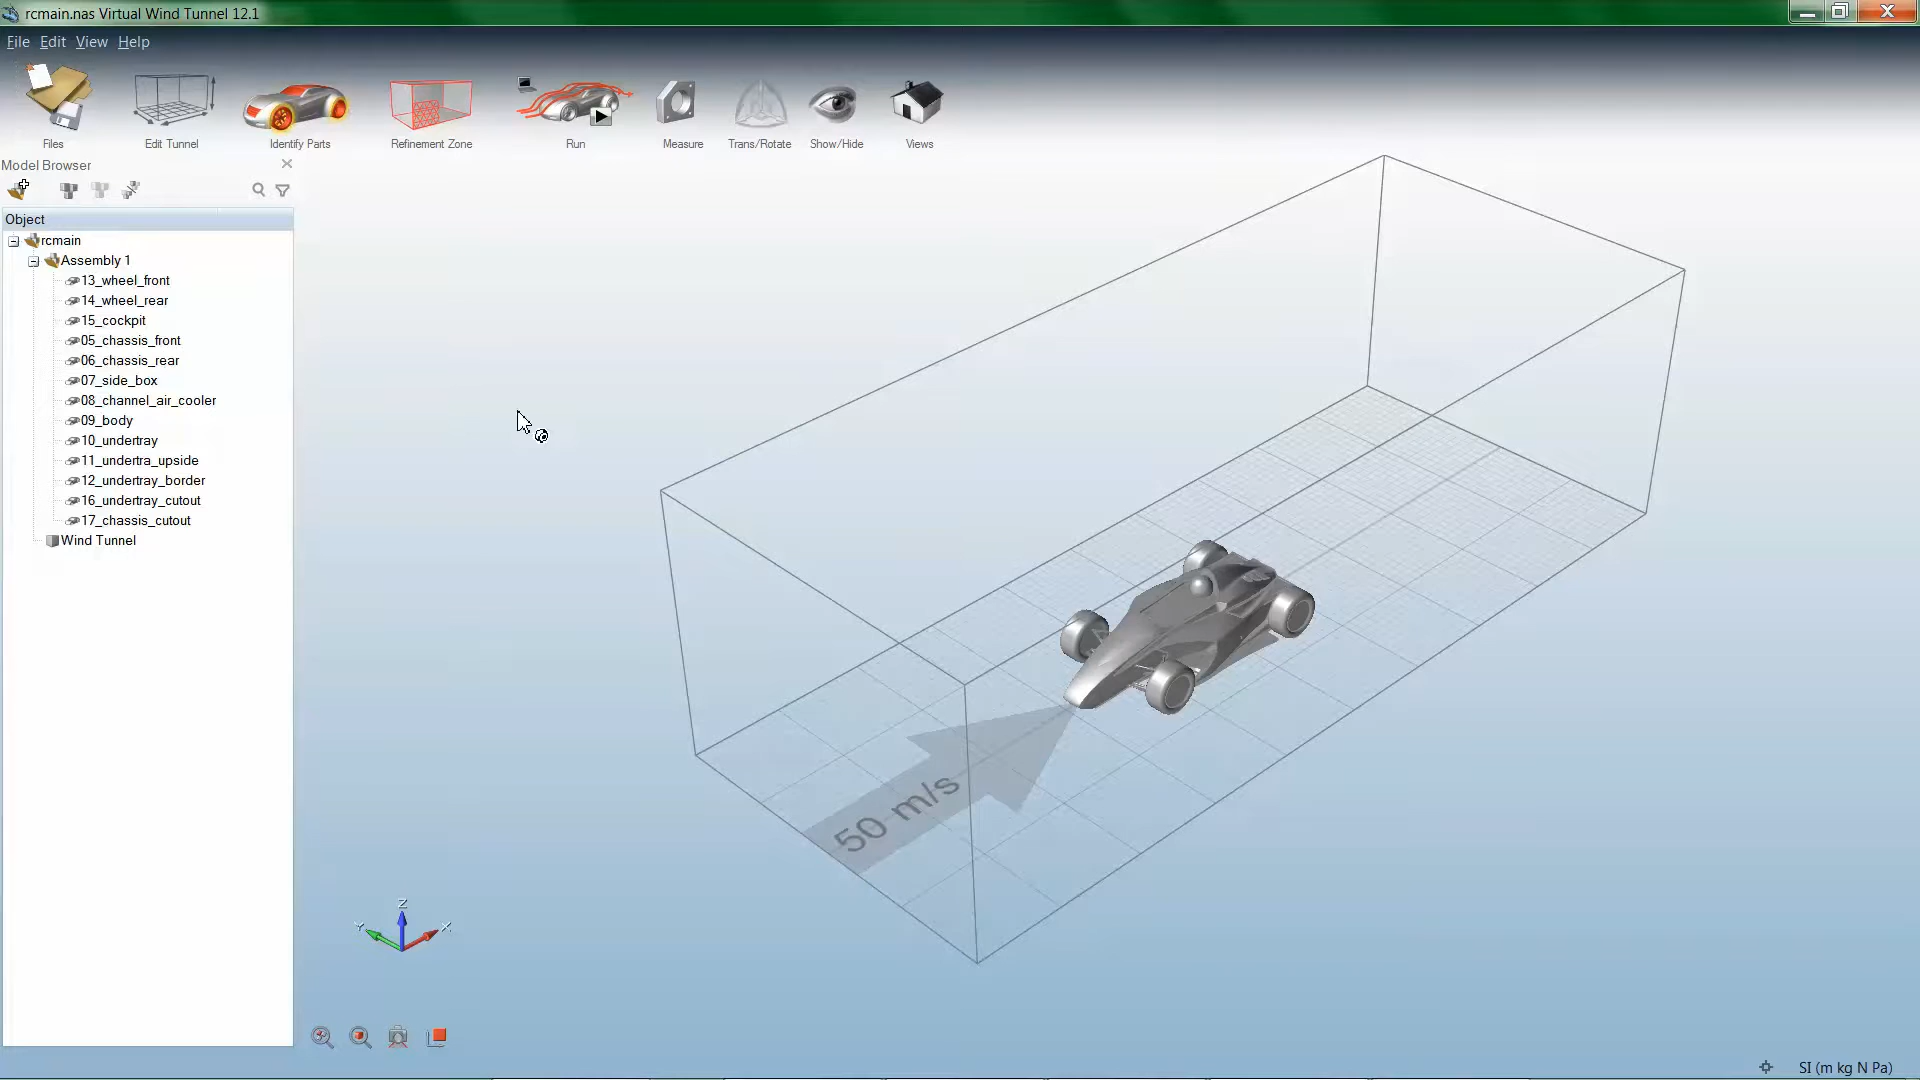 rcmain.nas Virtual Wind Tunnel 12.1
File Edit View Help
Files Edit Tunnel Identify Parts Refinement Zone Run Measure Trans/Rotate Show/Hide Views
Model Browser
Object
rcmain
Assembly 1
13_wheel_front
14_wheel_rear
15_cockpit
05_chassis_front
06_chassis_rear
07_side_box
08_channel_air_cooler
09_body
10_undertray
11_undertra_upside
12_undertray_border
16_undertray_cutout
17_chassis_cutout
Wind Tunnel
50 m/s
Z
Y X
SI (m kg N Pa)